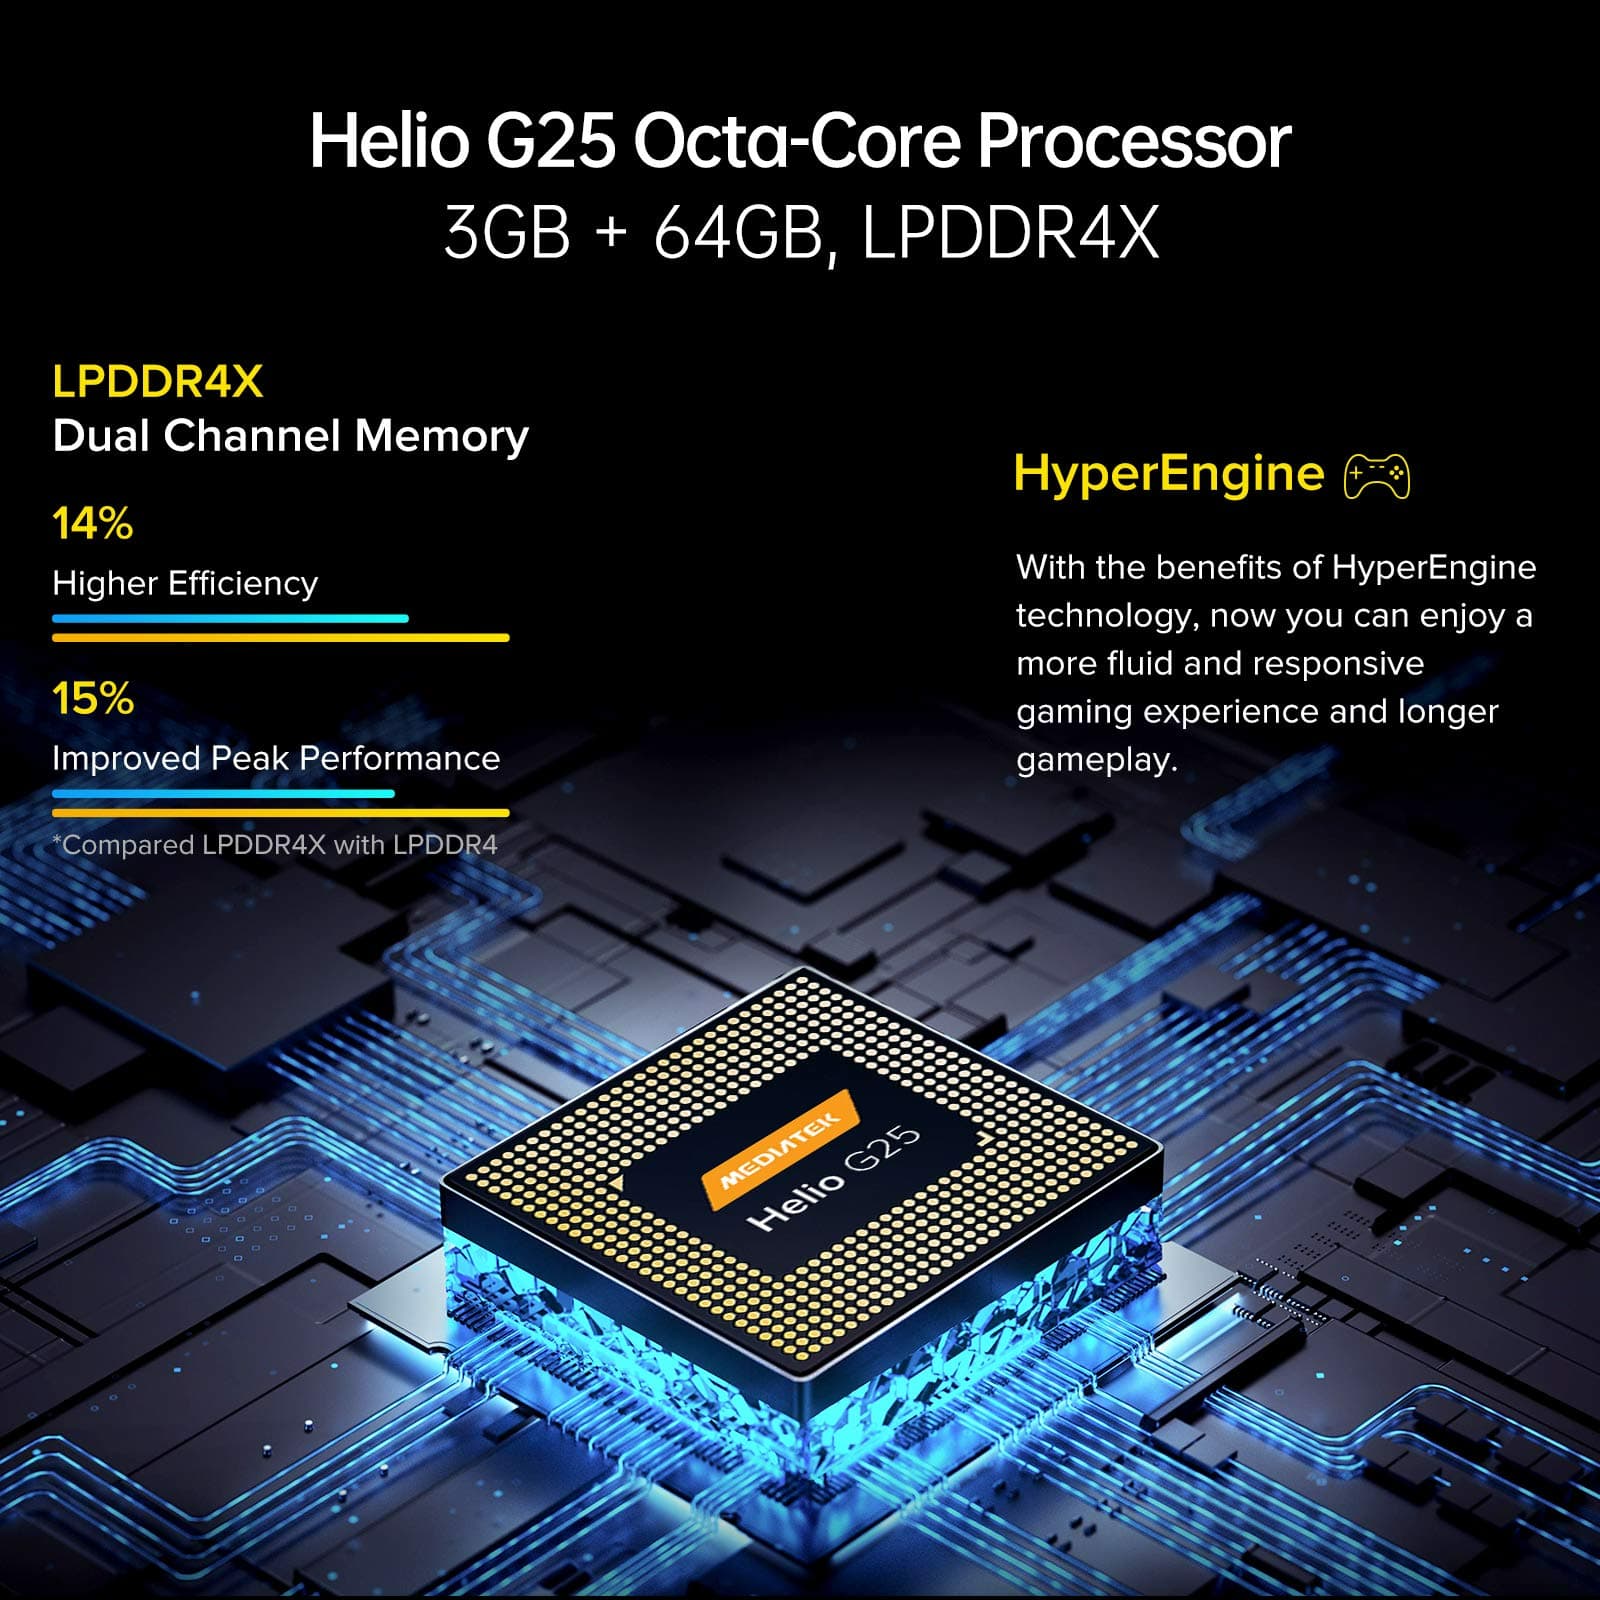 Helio G25 Octa-Core Processor
3GB + 64GB, LPDDR4X
LPDDR4X
Dual Channel Memory
14%
Higher Efficiency
15%
Improved Peak Performance
*Compared LPDDR4X with LPDDR4
HyperEngine
With the benefits of HyperEngine
technology, now you can enjoy a
more fluid and responsive
gaming experience and longer
gameplay.
MEDIATEK
Helio G25